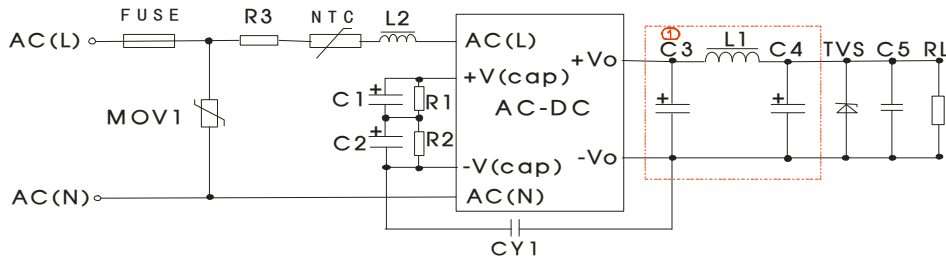 FUSE
R3
NTC
L2
AC(L)
AC(L)
MOV1
AC(N)
C1
R1
C2
R2
+V(cap)
AC-DC
-V(cap)
AC(N)
+Vo
-Vo
CY1
1
C3
L1
C4
TVS
C5
RL
+
+
+
+